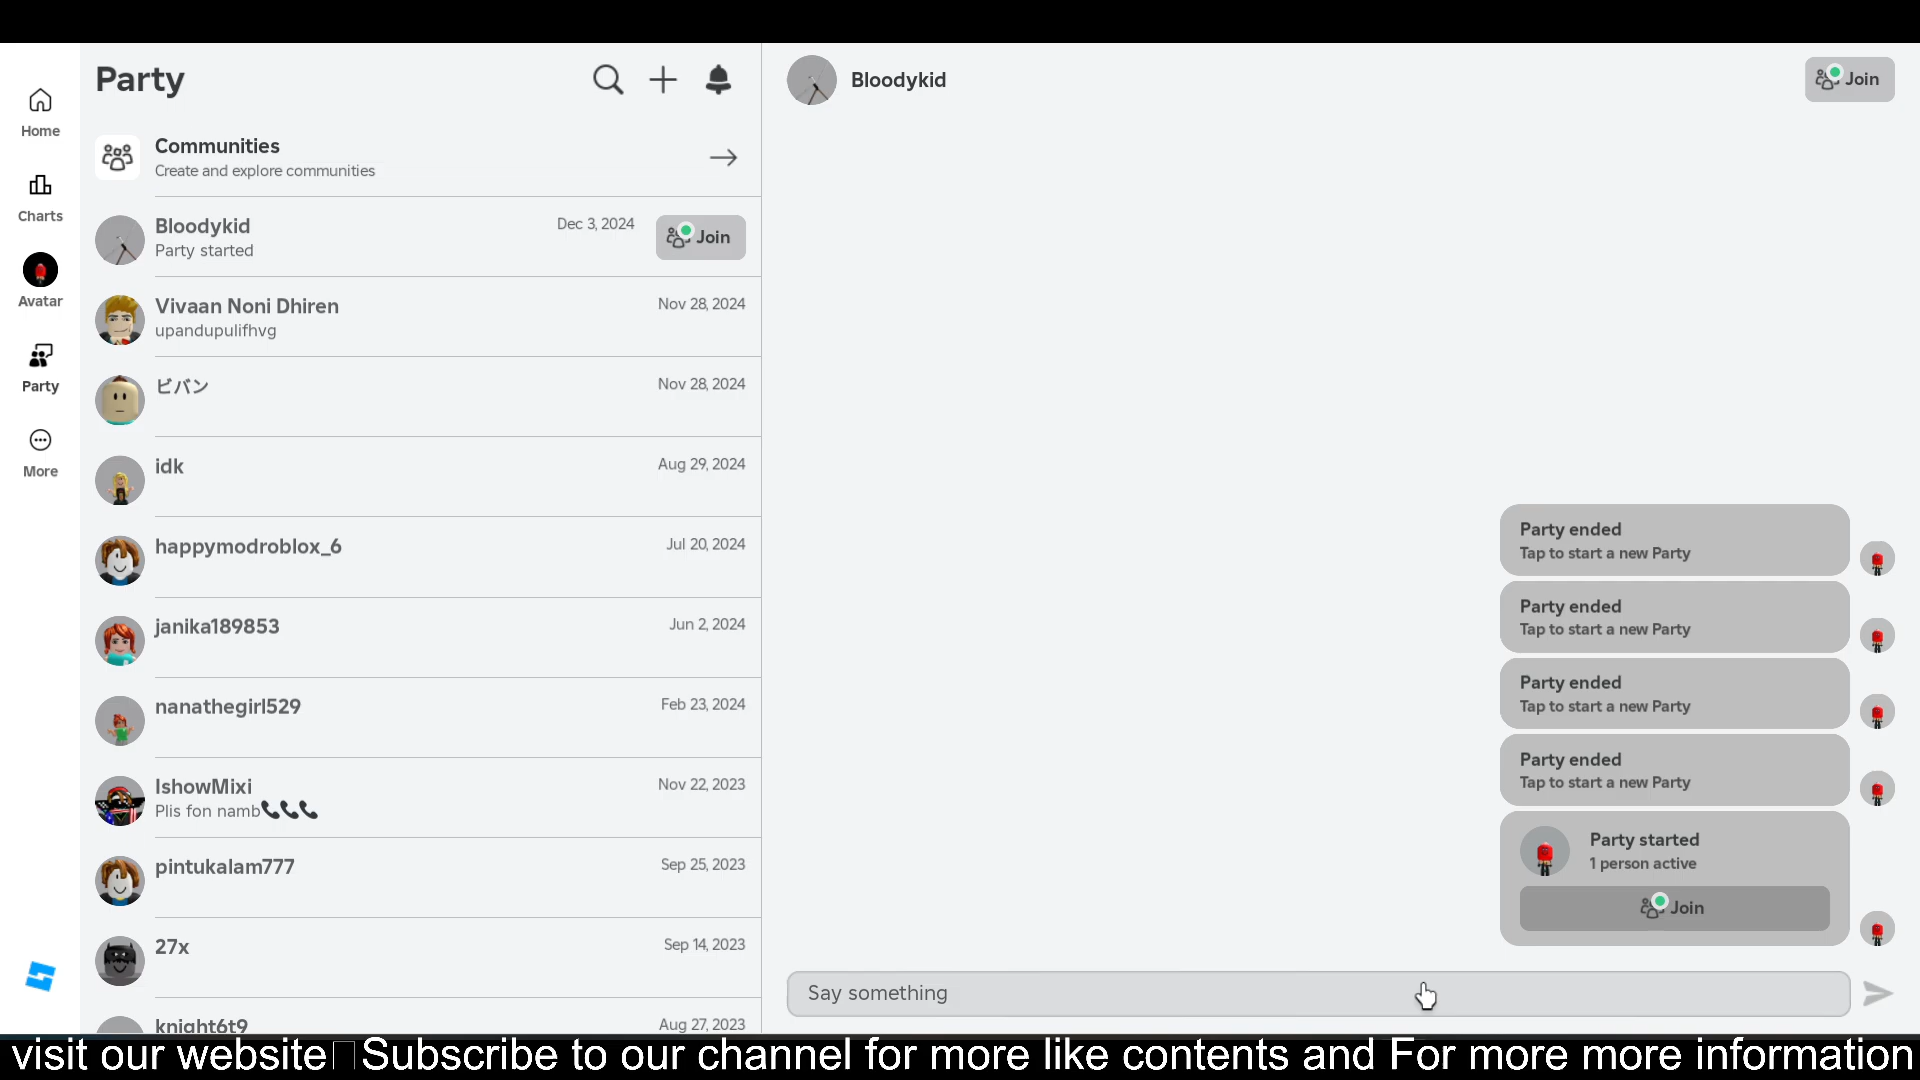 Home
Charts
Avatar
Party
More
Party
Communities
Create and explore communities
Bloodykid
Dec 3, 2024
Party started
Join
Vivaan Noni Dhiren
Nov 28, 2024
upandupulifhvg
ビバン
Nov 28, 2024
idk
Aug 29, 2024
happymodroblox_6
Jul 20, 2024
janika189853
Jun 2, 2024
nanathegirl529
Feb 23, 2024
IshowMixi
Nov 22, 2023
Plis fon namb📞📞📞
pintukalam777
Sep 25, 2023
27x
Sep 14, 2023
knight6t9
Aug 27, 2023
Bloodykid
Join
Party ended
Tap to start a new Party
Party ended
Tap to start a new Party
Party ended
Tap to start a new Party
Party ended
Tap to start a new Party
Party started
1 person active
Join
Say something
visit our website Subscribe to our channel for more like contents and For more more information